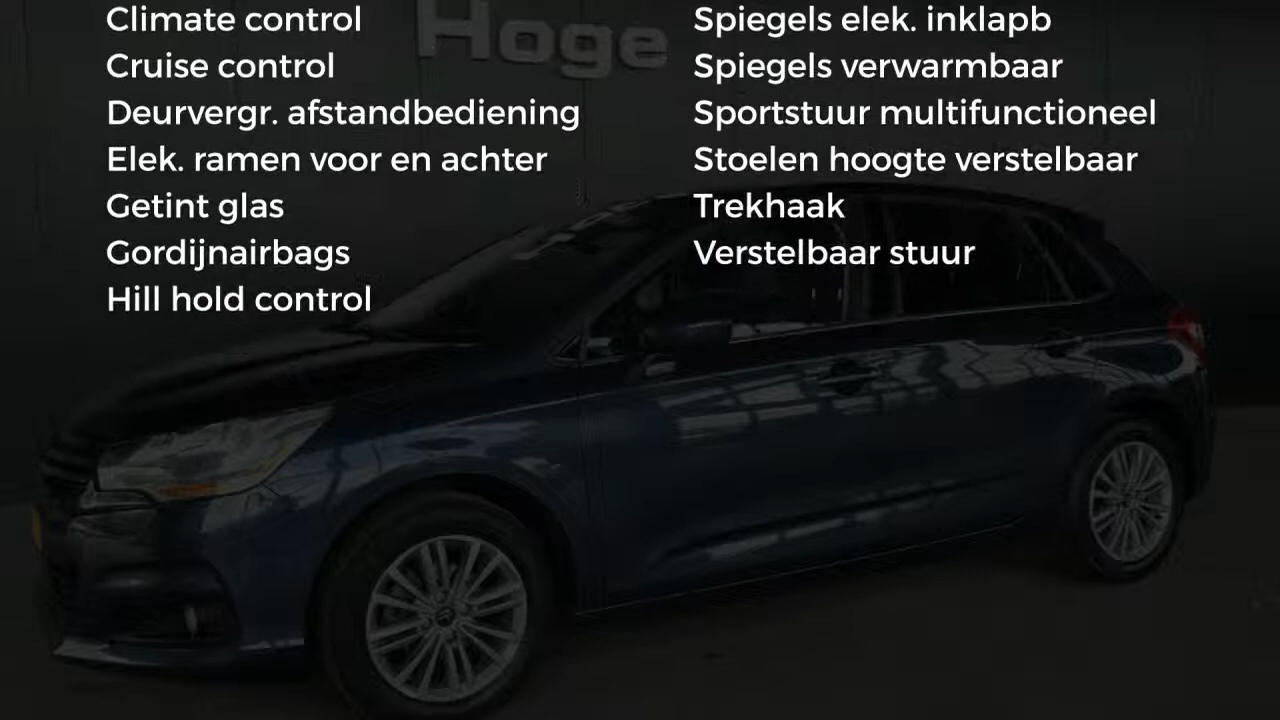 Hoge
Climate control
Cruise control
Deurvergr. afstandbediening
Elek. ramen voor en achter
Getint glas
Gordijnairbags
Hill hold control
Spiegels elek. inklapb
Spiegels verwarmbaar
Sportstuur multifunctioneel
Stoelen hoogte verstelbaar
Trekhaak
Verstelbaar stuur